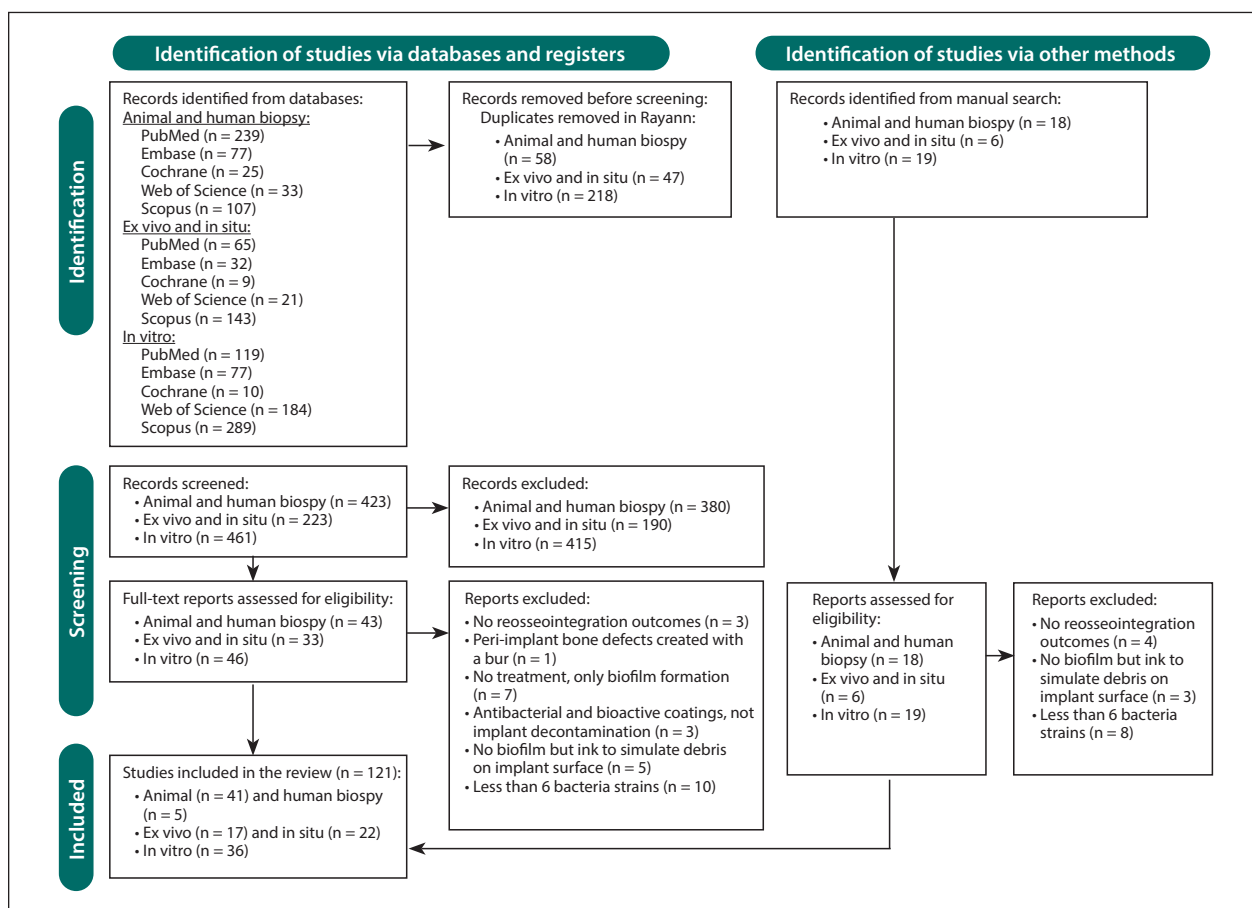 Identification of studies via databases and registers
Identification of studies via other methods
Identification
Records identified from databases:
Animal and human biopsy:
PubMed (n = 239)
Embase (n = 77)
Cochrane (n = 25)
Web of Science (n = 33)
Scopus (n = 107)
Ex vivo and in situ:
PubMed (n = 65)
Embase (n = 32)
Cochrane (n = 9)
Web of Science (n = 21)
Scopus (n = 143)
In vitro:
PubMed (n = 119)
Embase (n = 77)
Cochrane (n = 10)
Web of Science (n = 184)
Scopus (n = 289)
Records removed before screening:
Duplicates removed in Rayann:
• Animal and human biospy
(n = 58)
• Ex vivo and in situ (n = 47)
• In vitro (n = 218)
Records identified from manual search:
• Animal and human biospy (n = 18)
• Ex vivo and in situ (n = 6)
• In vitro (n = 19)
Screening
Records screened:
• Animal and human biospy (n = 423)
• Ex vivo and in situ (n = 223)
• In vitro (n = 461)
Records excluded:
• Animal and human biospy (n = 380)
• Ex vivo and in situ (n = 190)
• In vitro (n = 415)
Full-text reports assessed for eligibility:
• Animal and human biospy (n = 43)
• Ex vivo and in situ (n = 33)
• In vitro (n = 46)
Reports excluded:
• No reosseointegration outcomes (n = 3)
• Peri-implant bone defects created with
a bur (n = 1)
• No treatment, only biofilm formation
(n = 7)
• Antibacterial and bioactive coatings, not
implant decontamination (n = 3)
• No biofilm but ink to simulate debris
on implant surface (n = 5)
• Less than 6 bacteria strains (n = 10)
Reports assessed for
eligibility:
• Animal and human
biopsy (n = 18)
• Ex vivo and in situ
(n = 6)
• In vitro (n = 19)
Reports excluded:
• No reosseointegration
outcomes (n = 4)
• No biofilm but ink to
simulate debris on
implant surface (n = 3)
• Less than 6 bacteria
strains (n = 8)
Included
Studies included in the review (n = 121):
• Animal (n = 41) and human biospy
(n = 5)
• Ex vivo (n = 17) and in situ (n = 22)
• In vitro (n = 36)